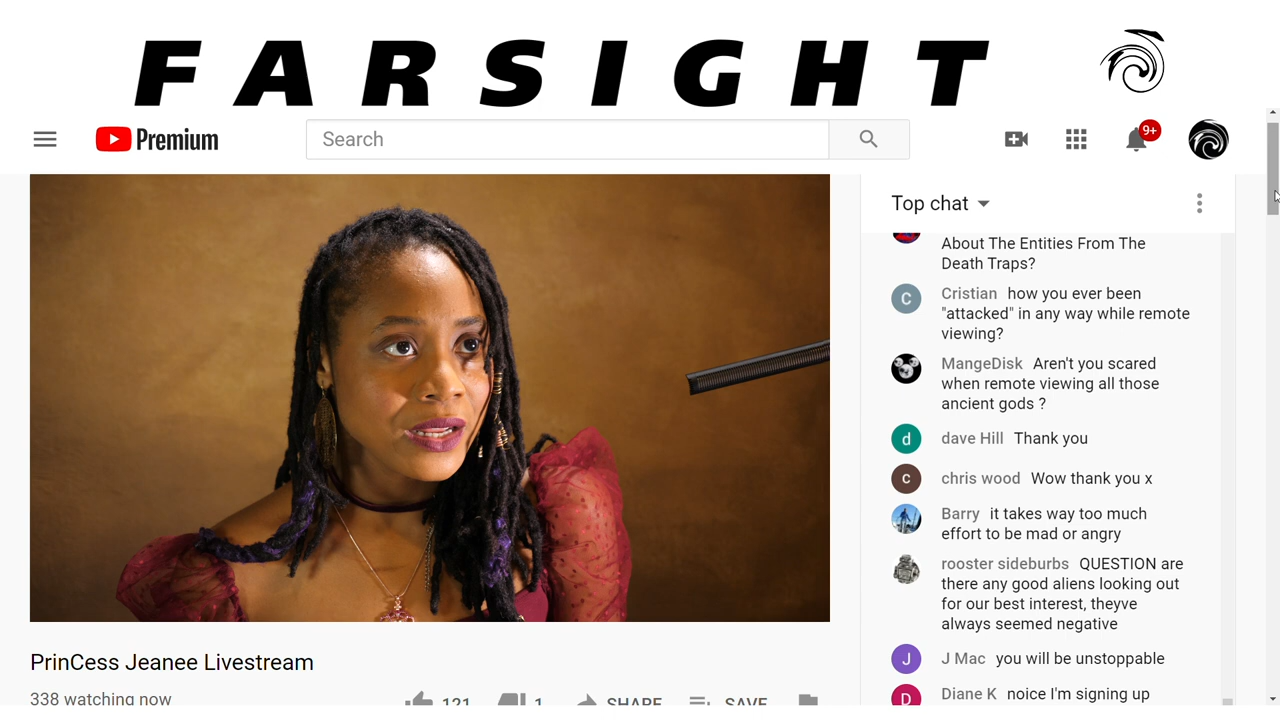 FARSIGHT
Premium
Search
9+
Top chat
About The Entities From The
Death Traps?
C
Cristian how you ever been
"attacked" in any way while remote
viewing?
MangeDisk Aren't you scared
when remote viewing all those
ancient gods ?
d
dave Hill Thank you
c
chris wood Wow thank you x
Barry it takes way too much
effort to be mad or angry
rooster sideburbs QUESTION are
there any good aliens looking out
for our best interest, theyve
always seemed negative
J
J Mac you will be unstoppable
D
Diane K noice I'm signing up
PrinCess Jeanee Livestream
338 watching now
121
1
SHARE
SAVE